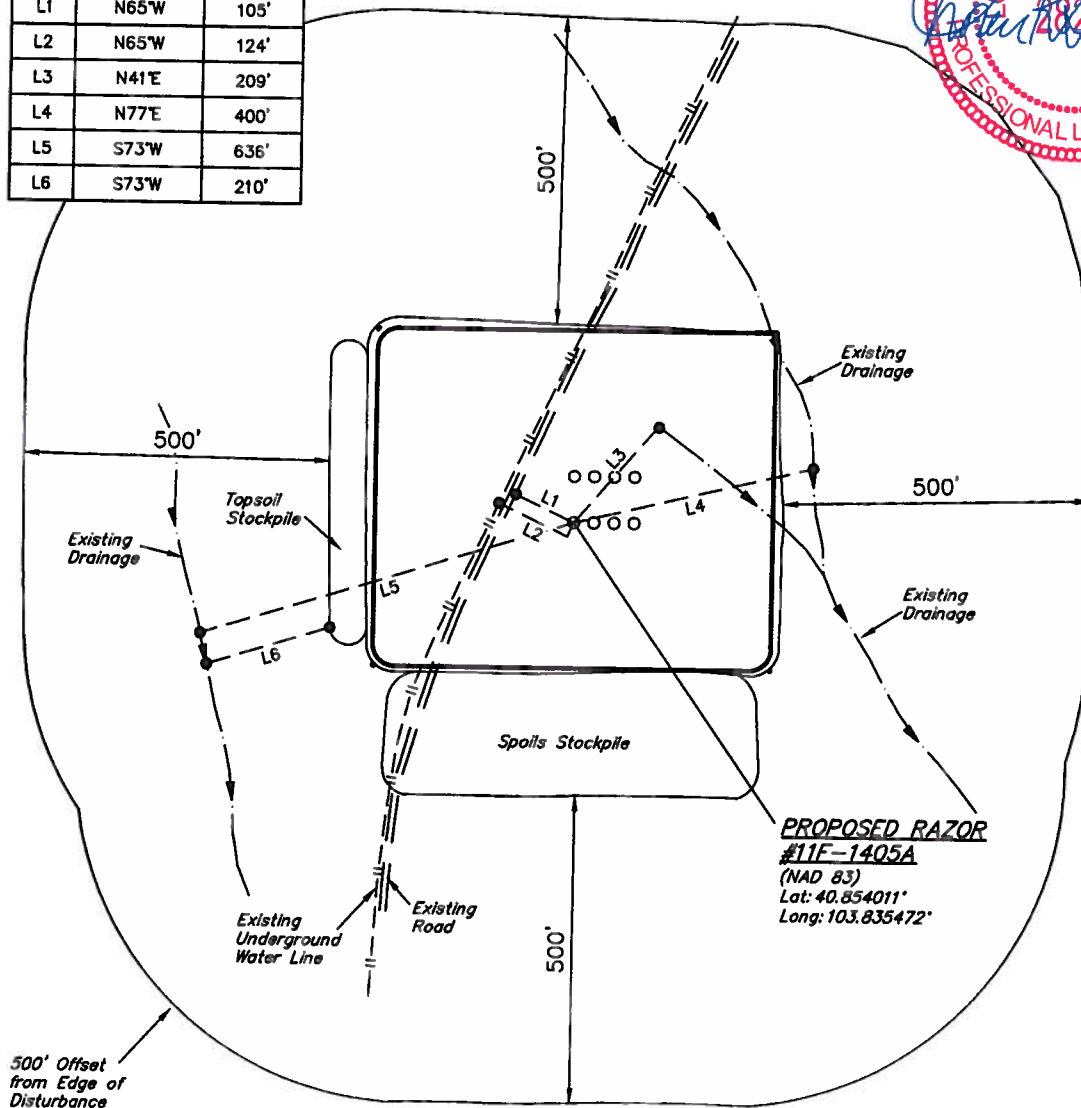 L1 N65°W 105'
L2 N65°W 124'
L3 N41°E 209'
L4 N77°E 400'
L5 S73°W 636'
L6 S73°W 210'
PROFESSIONAL L
500'
Existing
Drainage
500'
Topsoil
Stockpile
L3
L4
500'
L1
L2
Existing
Drainage
L5
Existing
Drainage
L6
Spoils Stockpile
PROPOSED RAZOR
#11F-1405A
(NAD 83)
Lat: 40.854011°
Long: 103.835472°
Existing
Underground
Water Line
Existing
Road
500'
500' Offset
from Edge of
Disturbance